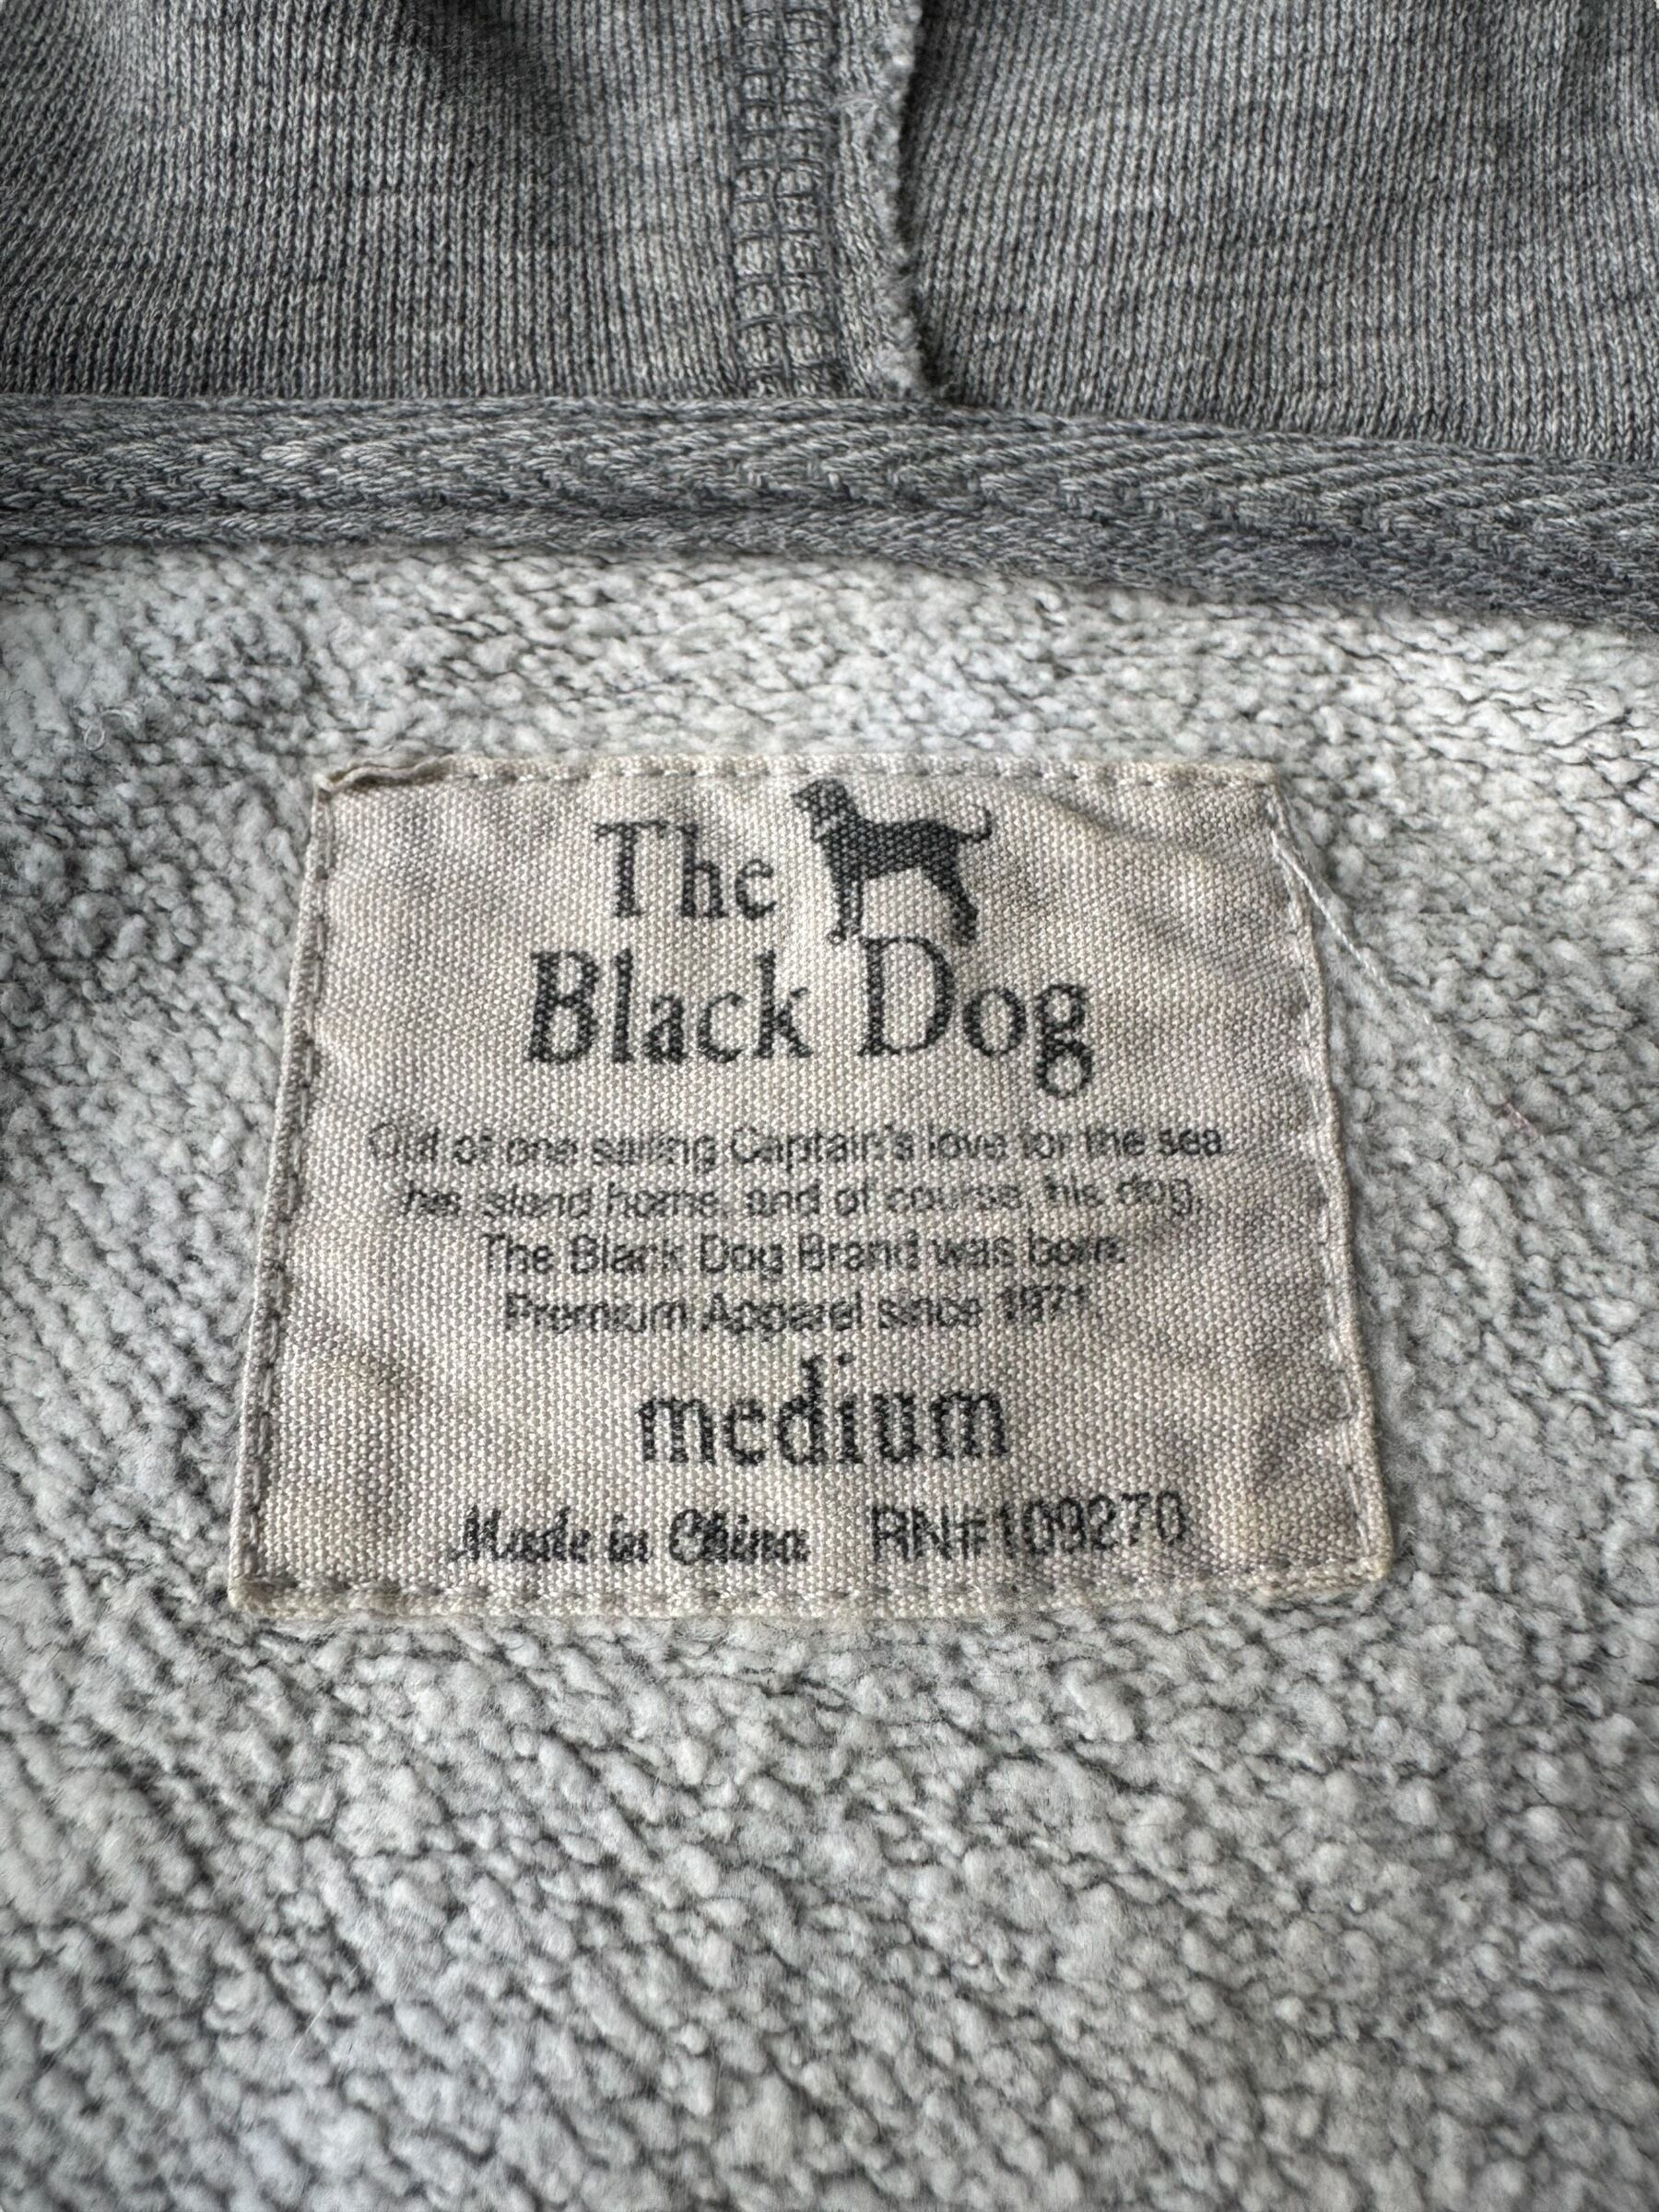 The
Black Dog
Out of one sailing Captain's love for the sea
his island home, and of course, his dog,
The Black Dog Brand was born.
Premium Apparel since 1971
medium
Made in China RN#109270